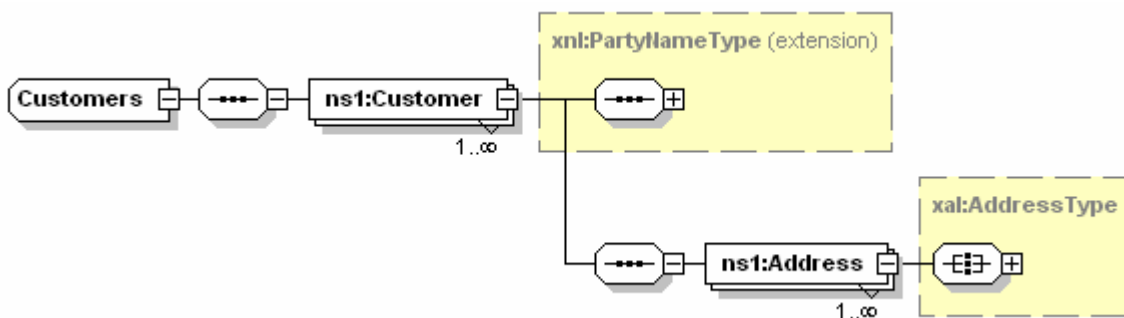 xnl:PartyNameType (extension)
Customers
ns1:Customer
1..∞
xal:AddressType
ns1:Address
1..∞